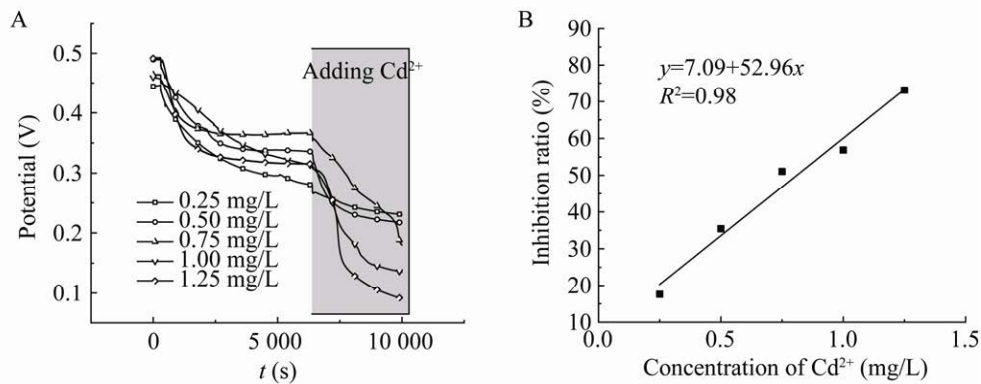 A
0.5
0.4
0.3
0.2
0.1
Potential (V)
Adding Cd²⁺
0.25 mg/L
0.50 mg/L
0.75 mg/L
1.00 mg/L
1.25 mg/L
0
5 000
10 000
t (s)
B
90
80
70
60
50
40
30
20
10
Inhibition ratio (%)
y=7.09+52.96x
R²=0.98
0.0
0.5
1.0
1.5
Concentration of Cd²⁺ (mg/L)